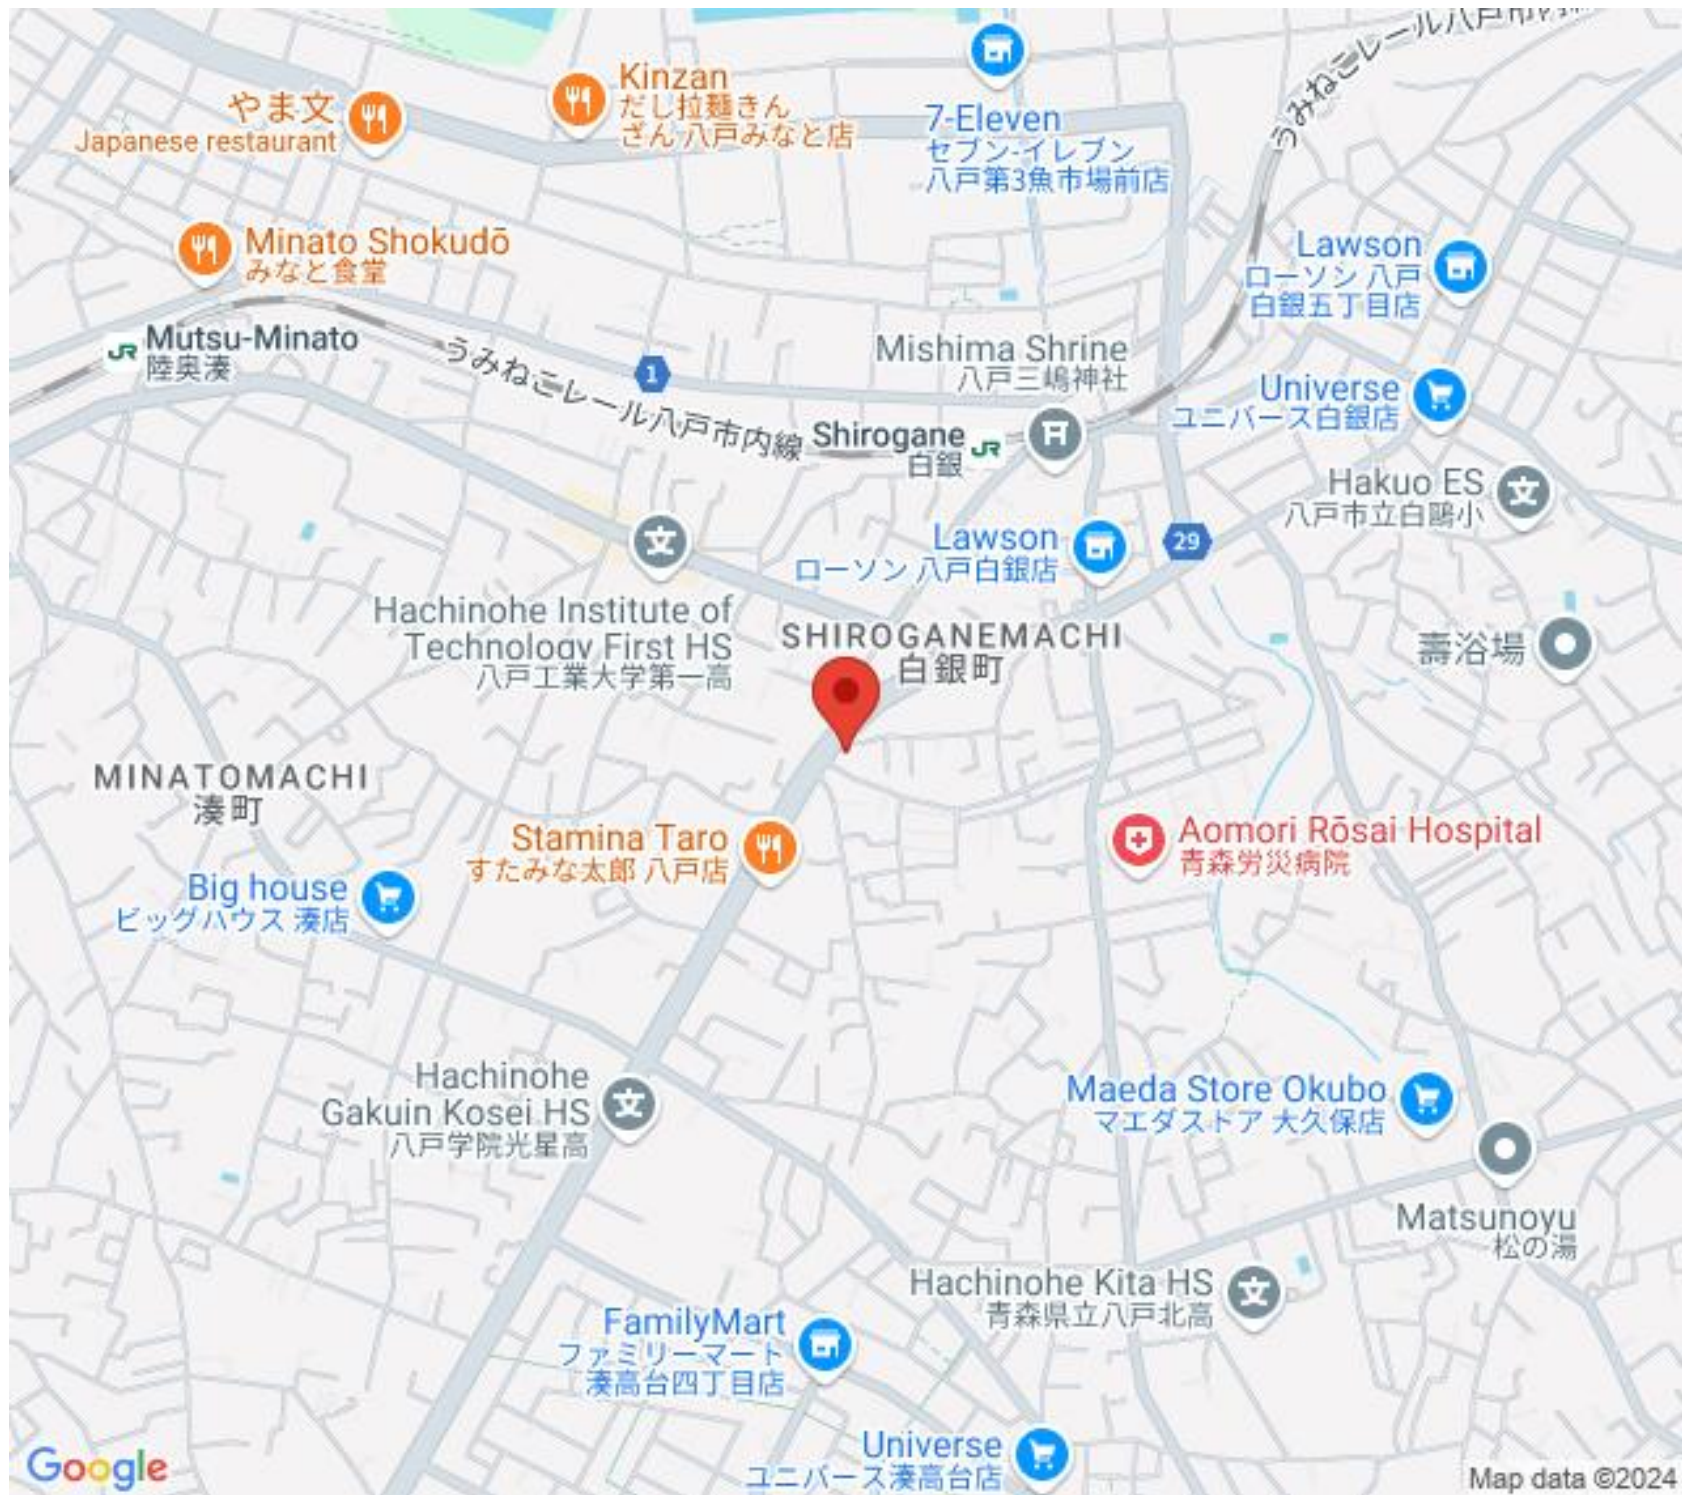 うみねこレール八戸市内線
Kinzan
だし拉麺きん
ざん 八戸みなと店
やま文
Japanese restaurant
7-Eleven
セブン-イレブン
八戸第3魚市場前店
Minato Shokudō
みなと食堂
Lawson
ローソン 八戸
白銀五丁目店
Mutsu-Minato
陸奥湊
JR
1
うみねこレール八戸市内線
Mishima Shrine
八戸三嶋神社
Universe
ユニバース白銀店
Shirogane
白銀
JR
Hakuo ES
八戸市立白鷗小
Lawson
ローソン 八戸白銀店
29
文
文
Hachinohe Institute of
Technology First HS
八戸工業大学第一高
SHIROGANEMACHI
白銀町
壽浴場
MINATOMACHI
湊町
Stamina Taro
すたみな太郎 八戸店
Aomori Rōsai Hospital
青森労災病院
Big house
ビッグハウス 湊店
Hachinohe
Gakuin Kosei HS
八戸学院光星高
文
Maeda Store Okubo
マエダストア 大久保店
Matsunoyu
松の湯
Hachinohe Kita HS
青森県立八戸北高
文
FamilyMart
ファミリーマート
湊高台四丁目店
Universe
ユニバース湊高台店
Google
Map data ©2024